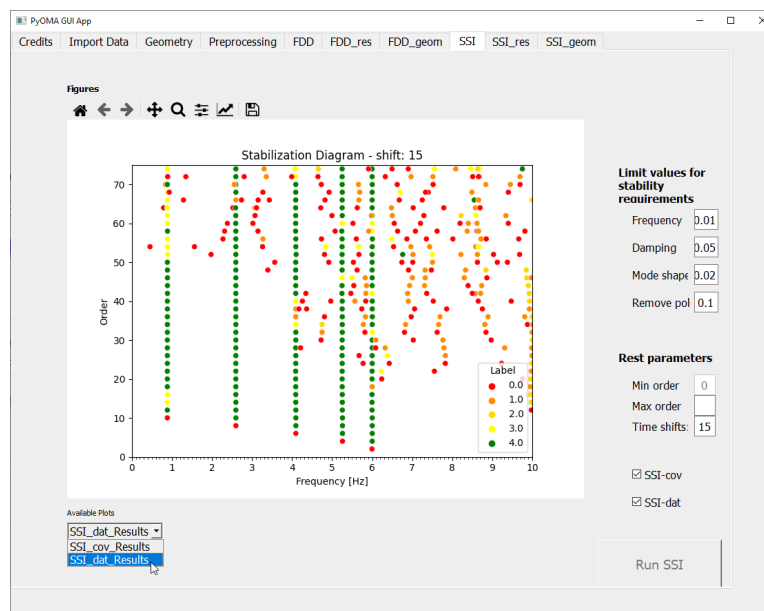 PyOMA GUI App
Credits Import Data Geometry Preprocessing FDD FDD_res FDD_geom SSI SSI_res SSI_geom
Figures
Stabilization Diagram - shift: 15
70
60
50
40
30
20
10
0
Order
0 1 2 3 4 5 6 7 8 9 10
Frequency [Hz]
Label
0.0
1.0
2.0
3.0
4.0
Available Plots
SSI_dat_Results
SSI_cov_Results
SSI_dat_Results
Limit values for
stability
requirements
Frequency 0.01
Damping 0.05
Mode shape 0.02
Remove pol 0.1
Rest parameters
Min order 0
Max order
Time shifts: 15
SSI-cov
SSI-dat
Run SSI